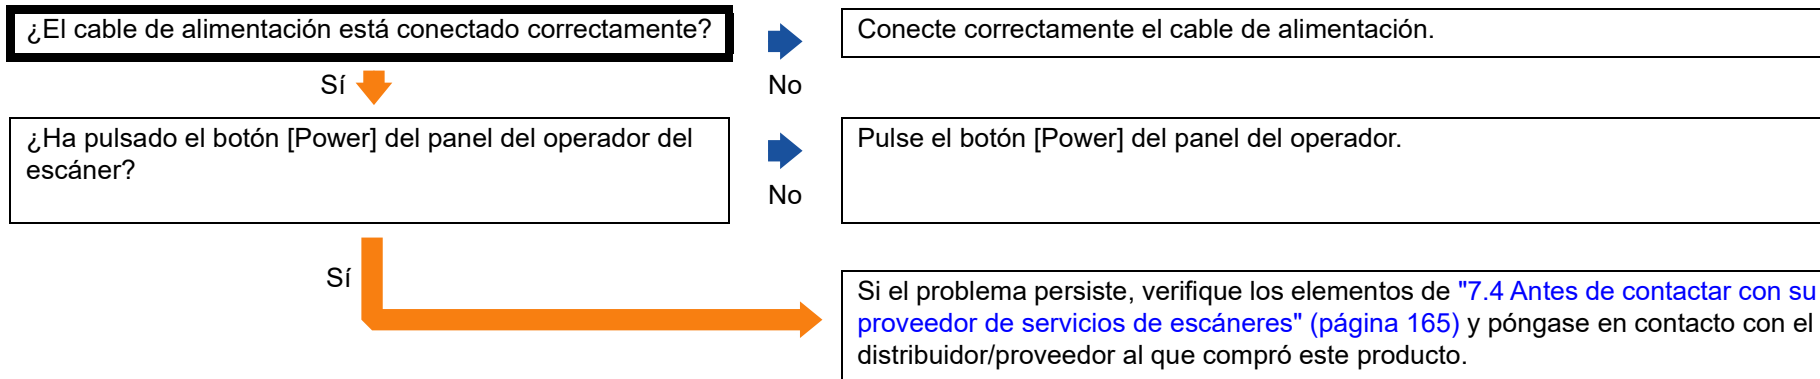 ¿El cable de alimentación está conectado correctamente?
Conecte correctamente el cable de alimentación.
Sí
No
¿Ha pulsado el botón [Power] del panel del operador del
escáner?
Pulse el botón [Power] del panel del operador.
No
Sí
Si el problema persiste, verifique los elementos de "7.4 Antes de contactar con su
proveedor de servicios de escáneres" (página 165) y póngase en contacto con el
distribuidor/proveedor al que compró este producto.